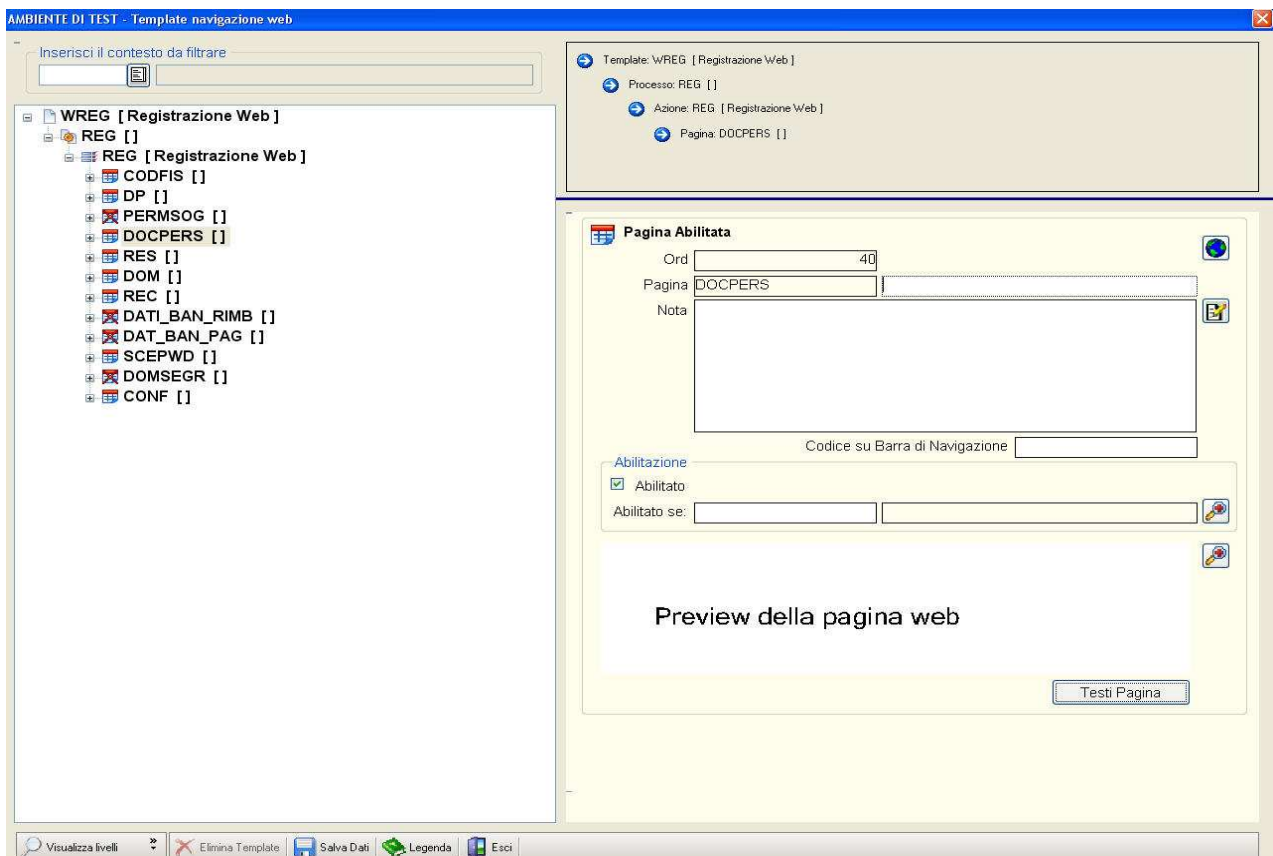 AMBIENTE DI TEST - Template navigazione web
Inserisci il contesto da filtrare
WREG [ Registrazione Web ]
REG []
REG [ Registrazione Web ]
CODFIS []
DP []
PERMSOG []
DOCPERS []
RES []
DOM []
REC []
DATI_BAN_RIMB []
DAT_BAN_PAG []
SCEPWD []
DOMSEGR []
CONF []
Template: WREG [ Registrazione Web ]
Processo: REG []
Azione: REG [ Registrazione Web ]
Pagina: DOCPERS []
Pagina Abilitata
Ord 40
Pagina DOCPERS
Nota
Codice su Barra di Navigazione
Abilitazione
Abilitato
Abilitato se:
Preview della pagina web
Testi Pagina
Visualizza livelli » Elimina Template Salva Dati Legenda Esci